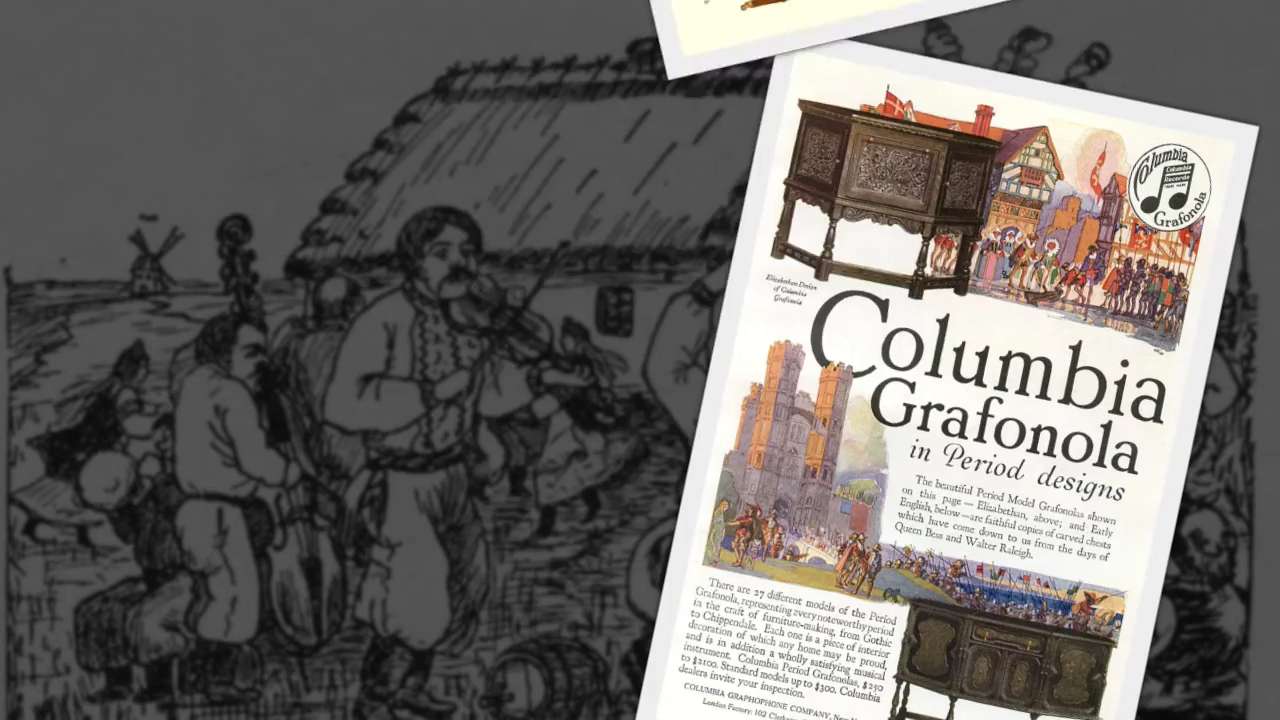 Columbia
Columbia
Records
Grafonola
Elizabethan Design
of Columbia
Grafonola
Columbia
Grafonola
in Period designs
The beautiful Period Model Grafonolas shown
on this page — Elizabethan, above; and Early
English, below—are faithful copies of carved chests
which have come down to us from the days of
Queen Bess and Walter Raleigh.
There are 27 different models of the Period
Grafonola, representing every noteworthy period
in the craft of furniture-making, from Gothic
to Chippendale. Each one is a piece of interior
decoration of which any home may be proud,
and is in addition a wholly satisfying musical
instrument. Columbia Period Grafonolas, $250
to $2100. Standard models up to $300. Columbia
dealers invite your inspection.
COLUMBIA GRAPHOPHONE COMPANY, New
London Factory: 102